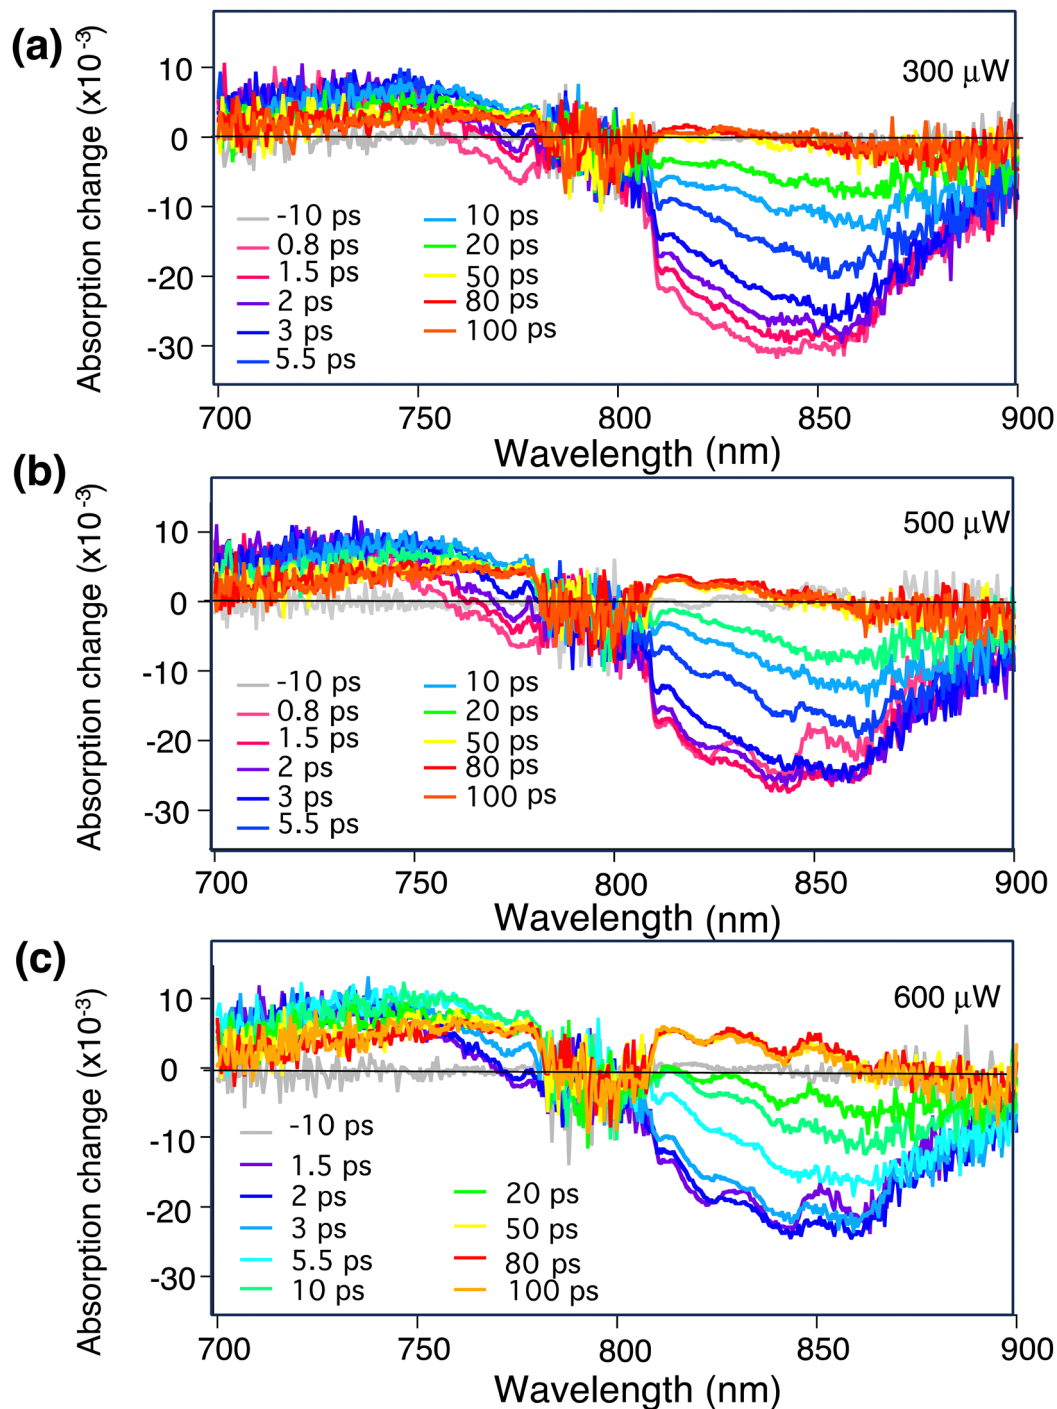 (a)
Absorption change (x10⁻³)
300 μW
10
0
-10
-20
-30
-10 ps
0.8 ps
1.5 ps
2 ps
3 ps
5.5 ps
10 ps
20 ps
50 ps
80 ps
100 ps
700 750 800 850 900
Wavelength (nm)
(b)
Absorption change (x10⁻³)
500 μW
10
0
-10
-20
-30
-10 ps
0.8 ps
1.5 ps
2 ps
3 ps
5.5 ps
10 ps
20 ps
50 ps
80 ps
100 ps
700 750 800 850 900
Wavelength (nm)
(c)
Absorption change (x10⁻³)
600 μW
10
0
-10
-20
-30
-10 ps
1.5 ps
2 ps
3 ps
5.5 ps
10 ps
20 ps
50 ps
80 ps
100 ps
700 750 800 850 900
Wavelength (nm)